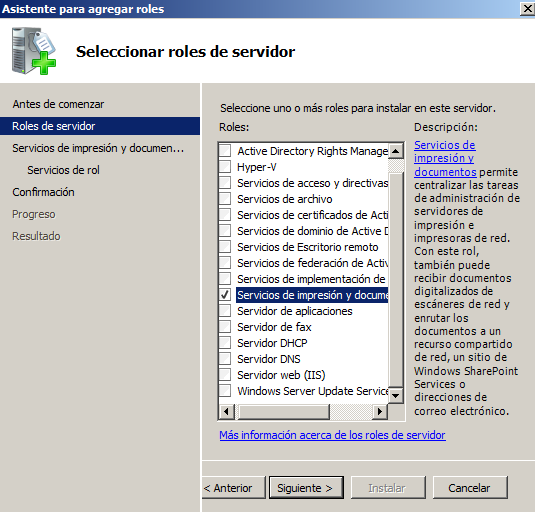 Asistente para agregar roles
Seleccionar roles de servidor
Antes de comenzar
Roles de servidor
Servicios de impresión y documen...
Servicios de rol
Confirmación
Progreso
Resultado
Seleccione uno o más roles para instalar en este servidor.
Roles:
Active Directory Rights Manage
Hyper-V
Servicios de acceso y directivas
Servicios de archivo
Servicios de certificados de Acti
Servicios de dominio de Active D
Servicios de Escritorio remoto
Servicios de federación de Activ
Servicios de implementación de
Servicios de impresión y docume
Servidor de aplicaciones
Servidor de fax
Servidor DHCP
Servidor DNS
Servidor web (IIS)
Windows Server Update Service
Descripción:
Servicios de
impresión y
documentos permite
centralizar las tareas
de administración de
servidores de
impresión e
impresoras de red.
Con este rol,
también puede
recibir documentos
digitalizados de
escáneres de red y
enrutar los
documentos a un
recurso compartido
de red, un sitio de
Windows SharePoint
Services o
direcciones de
correo electrónico.
Más información acerca de los roles de servidor
< Anterior
Siguiente >
Instalar
Cancelar